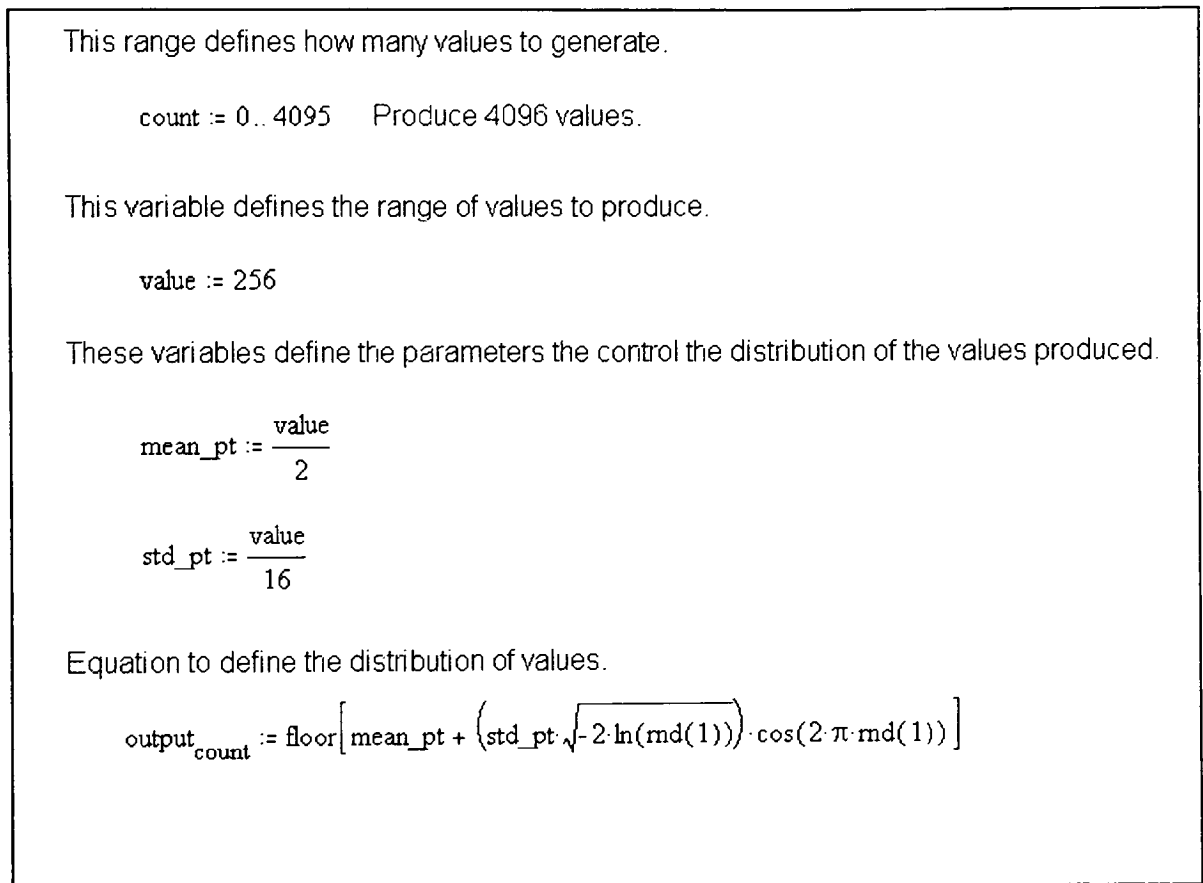 This range defines how many values to generate.
count := 0.. 4095 Produce 4096 values.
This variable defines the range of values to produce.
value := 256
These variables define the parameters the control the distribution of the values produced.
mean_pt := value / 2
std_pt := value / 16
Equation to define the distribution of values.
output_count := floor[mean_pt + (std_pt·√-2·ln(rnd(1)))·cos(2·π·rnd(1))]